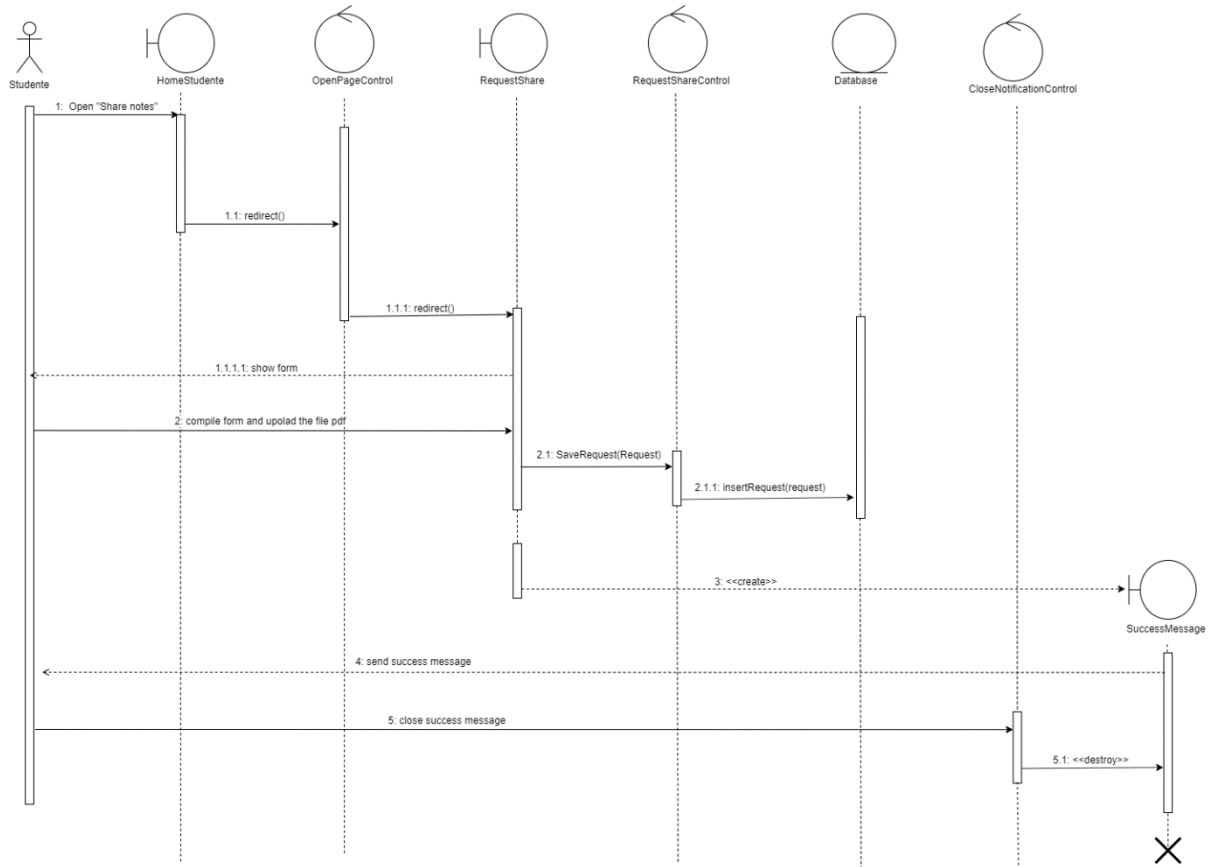 Studente
HomeStudente
OpenPageControl
RequestShare
RequestShareControl
Database
CloseNotificationControl
1: Open "Share notes"
1.1: redirect()
1.1.1: redirect()
1.1.1.1: show form
2: compile form and upolad the file pdf
2.1: SaveRequest(Request)
2.1.1: insertRequest(request)
3: <<create>>
SuccessMessage
4: send success message
5: close success message
5.1: <<destroy>>